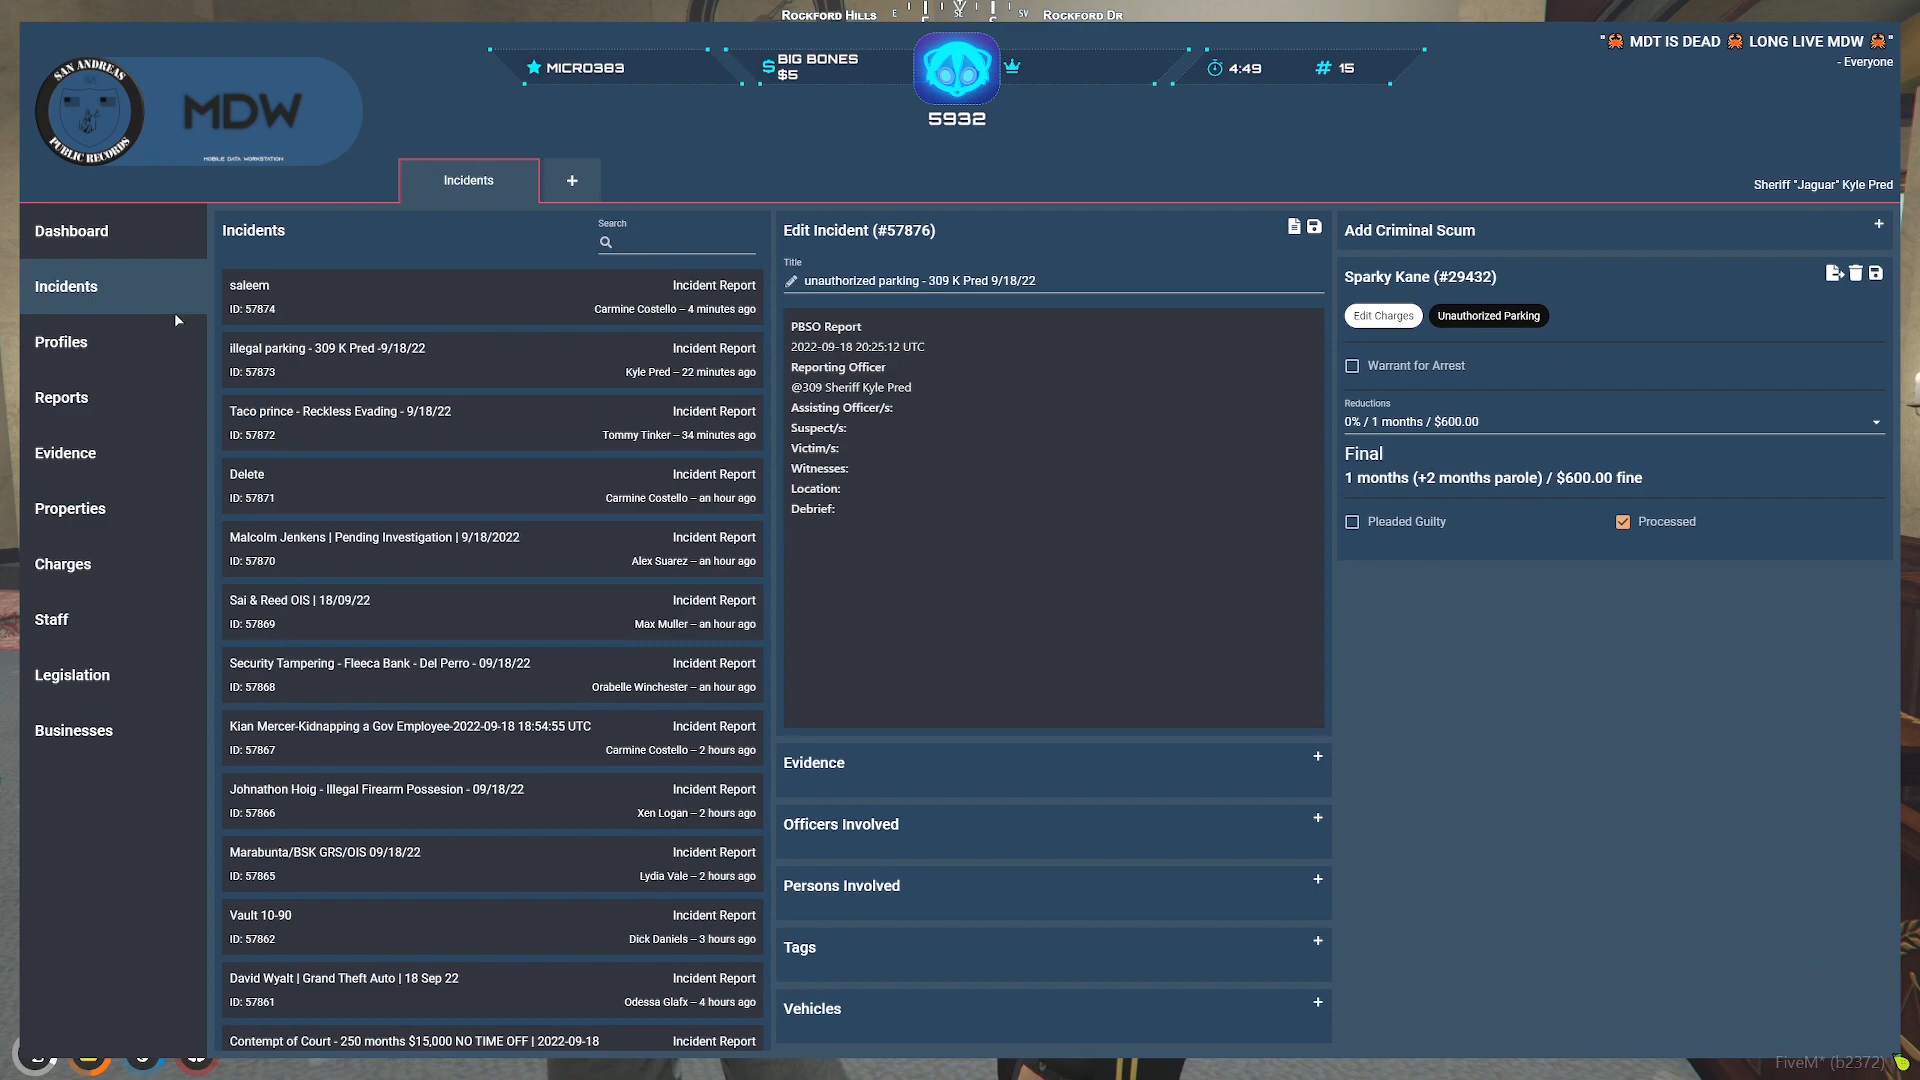 ROCKFORD HILLS E SE SV ROCKFORD DR
MICRO383
BIG BONES
$5
5932
4:49
# 15
"🦀 MDT IS DEAD 🦀 LONG LIVE MDW 🦀"
- Everyone
SAN ANDREAS
PUBLIC RECORDS
MDW
MOBILE DATA WORKSTATION
Incidents
+
Sheriff "Jaguar" Kyle Pred
Dashboard
Incidents
Profiles
Reports
Evidence
Properties
Charges
Staff
Legislation
Businesses
Incidents
Search
saleem Incident Report
ID: 57874 Carmine Costello – 4 minutes ago
illegal parking - 309 K Pred -9/18/22 Incident Report
ID: 57873 Kyle Pred – 22 minutes ago
Taco prince - Reckless Evading - 9/18/22 Incident Report
ID: 57872 Tommy Tinker – 34 minutes ago
Delete Incident Report
ID: 57871 Carmine Costello – an hour ago
Malcolm Jenkens | Pending Investigation | 9/18/2022 Incident Report
ID: 57870 Alex Suarez – an hour ago
Sai & Reed OIS | 18/09/22 Incident Report
ID: 57869 Max Muller – an hour ago
Security Tampering - Fleeca Bank - Del Perro - 09/18/22 Incident Report
ID: 57868 Orabelle Winchester – an hour ago
Kian Mercer-Kidnapping a Gov Employee-2022-09-18 18:54:55 UTC Incident Report
ID: 57867 Carmine Costello – 2 hours ago
Johnathon Hoig - Illegal Firearm Possesion - 09/18/22 Incident Report
ID: 57866 Xen Logan – 2 hours ago
Marabunta/BSK GRS/OIS 09/18/22 Incident Report
ID: 57865 Lydia Vale – 2 hours ago
Vault 10-90 Incident Report
ID: 57862 Dick Daniels – 3 hours ago
David Wyalt | Grand Theft Auto | 18 Sep 22 Incident Report
ID: 57861 Odessa Glafx – 4 hours ago
Contempt of Court - 250 months $15,000 NO TIME OFF | 2022-09-18 Incident Report
Edit Incident (#57876)
Title
unauthorized parking - 309 K Pred 9/18/22
PBSO Report
2022-09-18 20:25:12 UTC
Reporting Officer
@309 Sheriff Kyle Pred
Assisting Officer/s:
Suspect/s:
Victim/s:
Witnesses:
Location:
Debrief:
Evidence +
Officers Involved +
Persons Involved +
Tags +
Vehicles +
Add Criminal Scum +
Sparky Kane (#29432)
Edit Charges Unauthorized Parking
Warrant for Arrest
Reductions
0% / 1 months / $600.00
Final
1 months (+2 months parole) / $600.00 fine
Pleaded Guilty Processed
FiveM* (b2372)